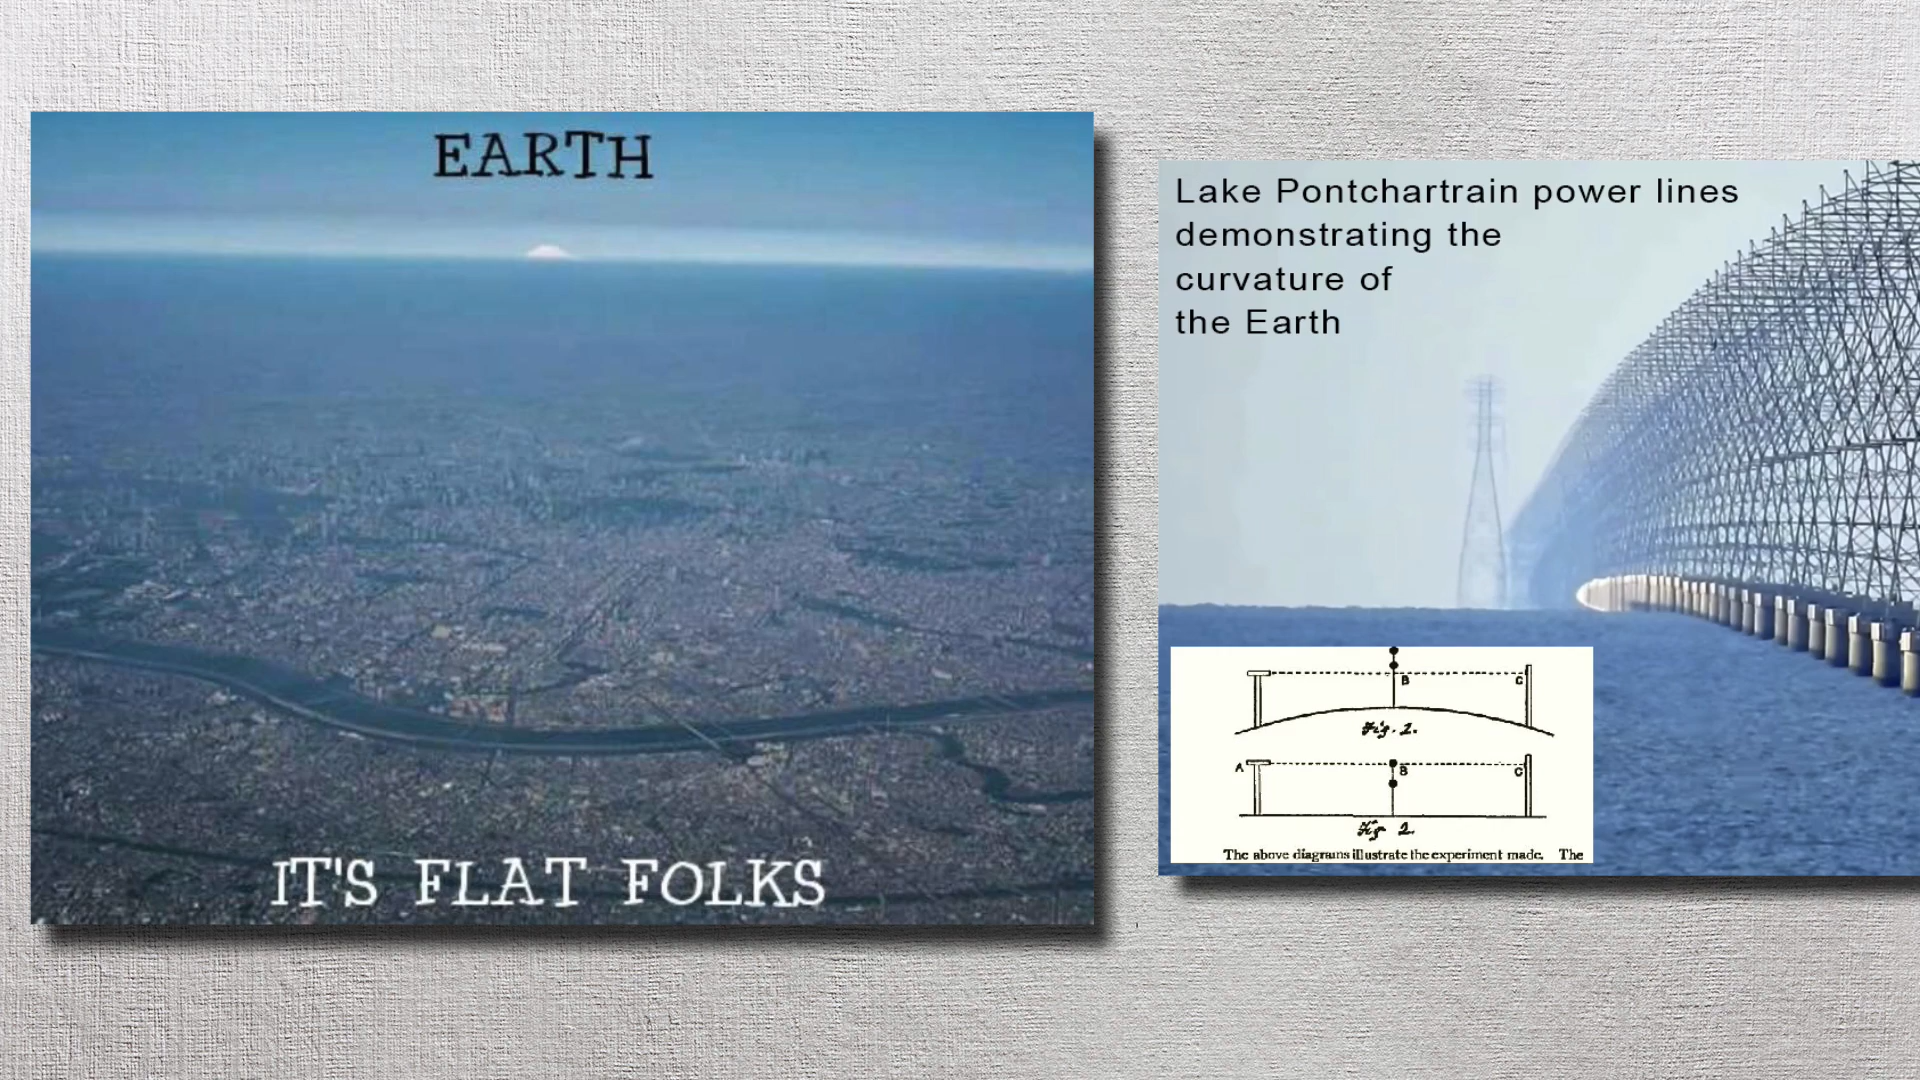 EARTH
IT'S FLAT FOLKS
Lake Pontchartrain power lines
demonstrating the
curvature of
the Earth
B
C
Fig. 1.
A
B
C
Fig 2.
The above diagrams illustrate the experiment made. The